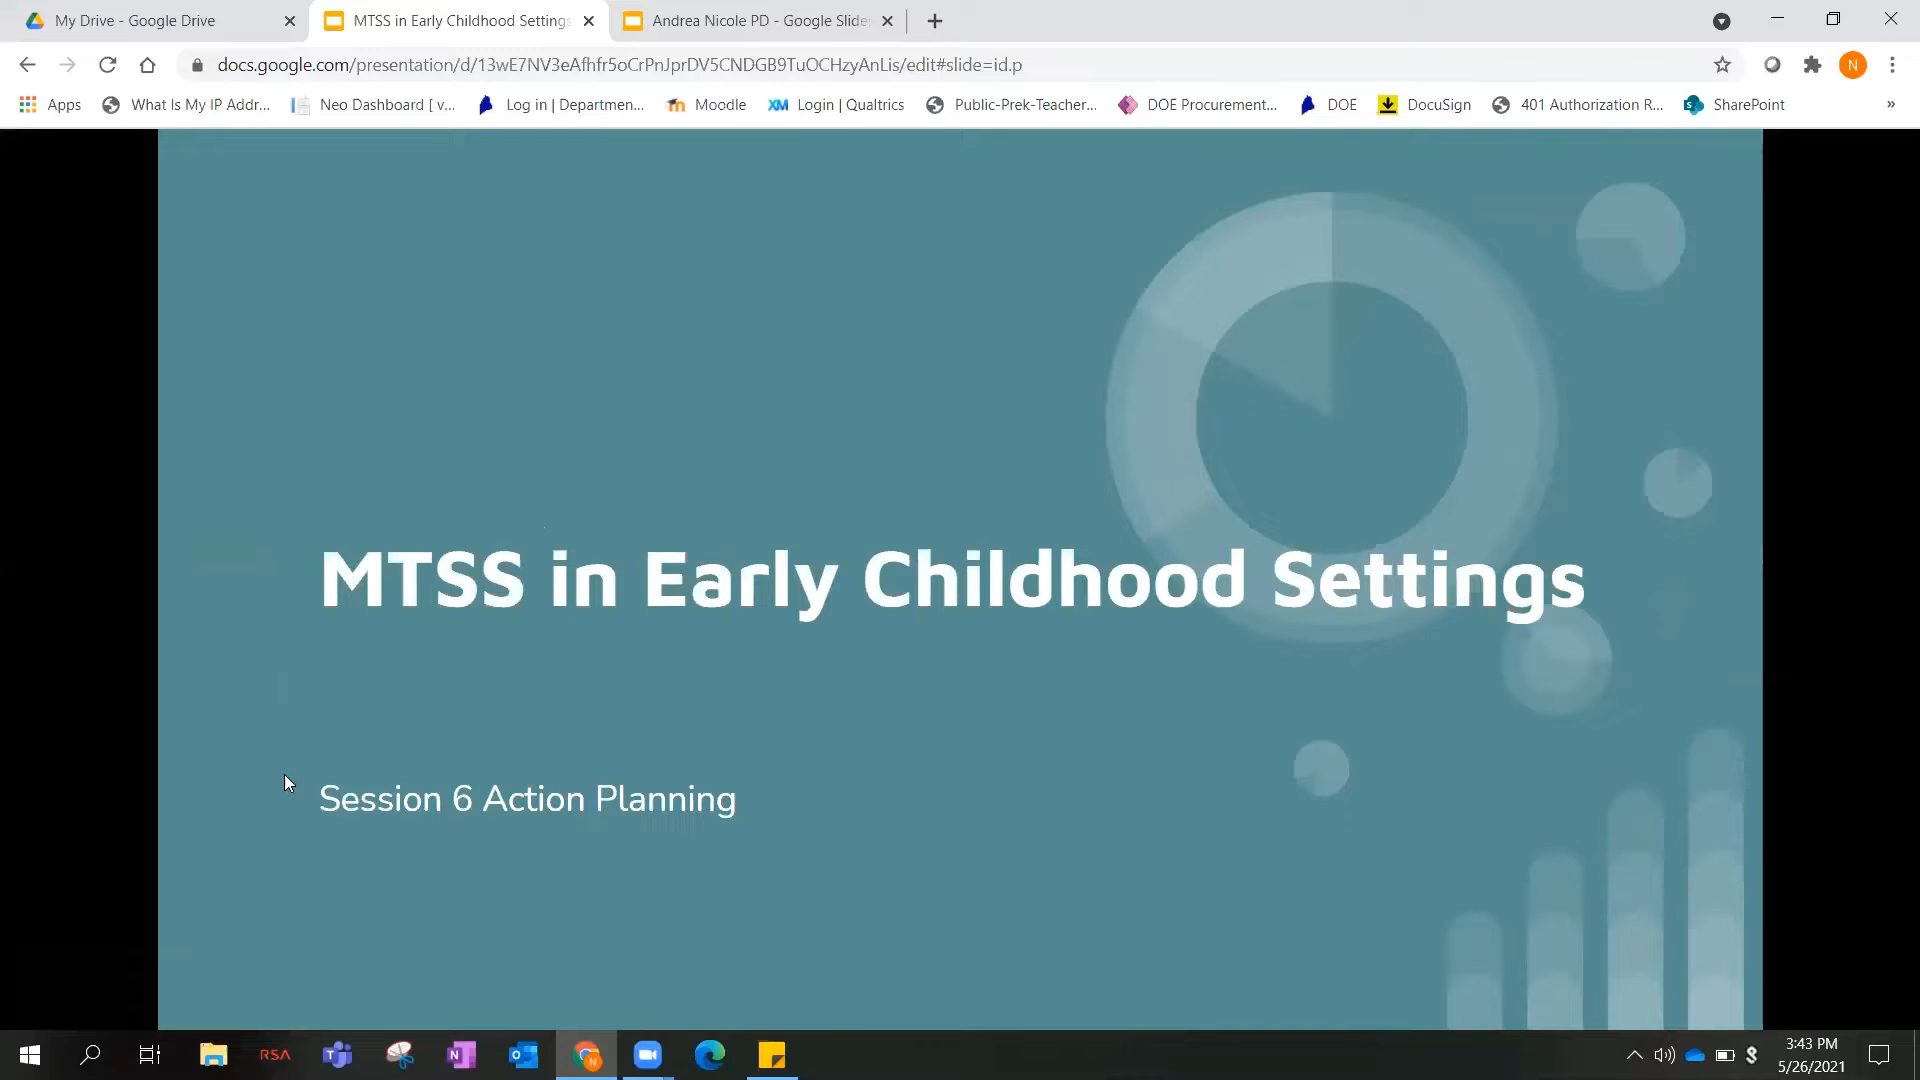 My Drive - Google Drive
MTSS in Early Childhood Settings
Andrea Nicole PD - Google Slide
docs.google.com/presentation/d/13wE7NV3eAfhfr5oCrPnJprDV5CNDGB9TuOCHzyAnLis/edit#slide=id.p
N
Apps
What Is My IP Addr...
Neo Dashboard [ v...
Log in | Departmen...
Moodle
XM Login | Qualtrics
Public-Prek-Teacher...
DOE Procurement...
DOE
DocuSign
401 Authorization R...
SharePoint
»
MTSS in Early Childhood Settings
Session 6 Action Planning
RSA
3:43 PM
5/26/2021